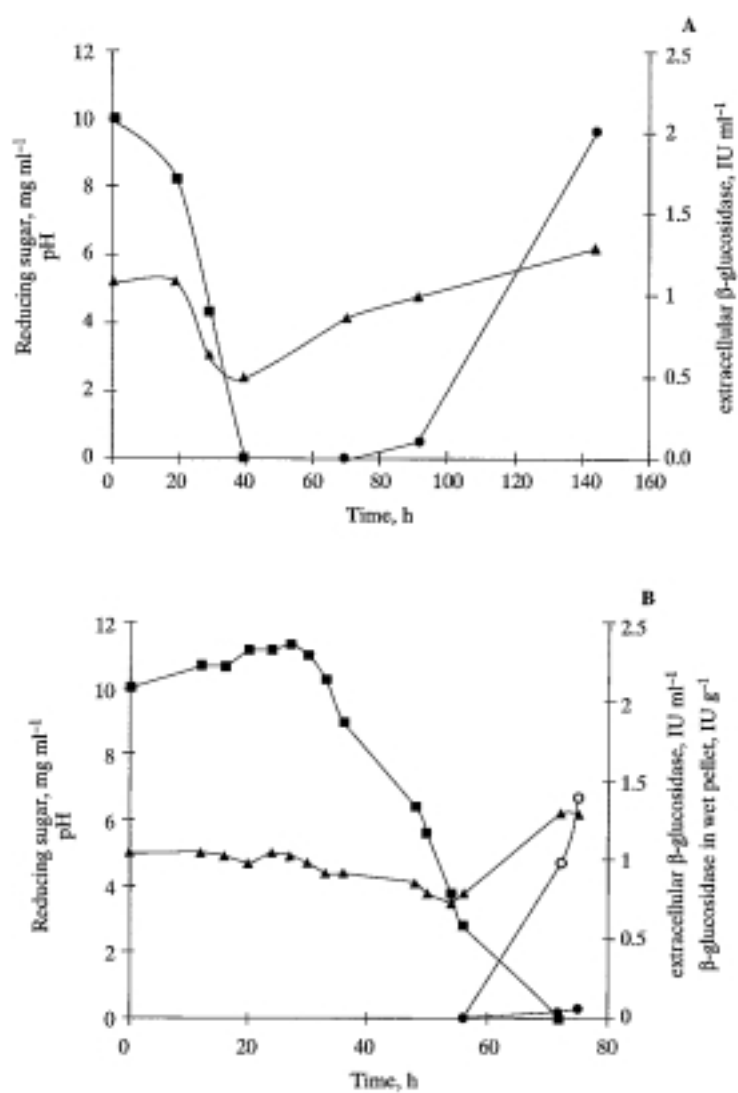 A
12
10
8
6
4
2
0
Reducing sugar, mg ml⁻¹
pH
2.5
2
1.5
1
0.5
0.0
extracellular β-glucosidase, IU ml⁻¹
0 20 40 60 80 100 120 140 160
Time, h
B
12
10
8
6
4
2
0
Reducing sugar, mg ml⁻¹
pH
2.5
2
1.5
1
0.5
0
extracellular β-glucosidase, IU ml⁻¹
β-glucosidase in wet pellet, IU g⁻¹
0 20 40 60 80
Time, h